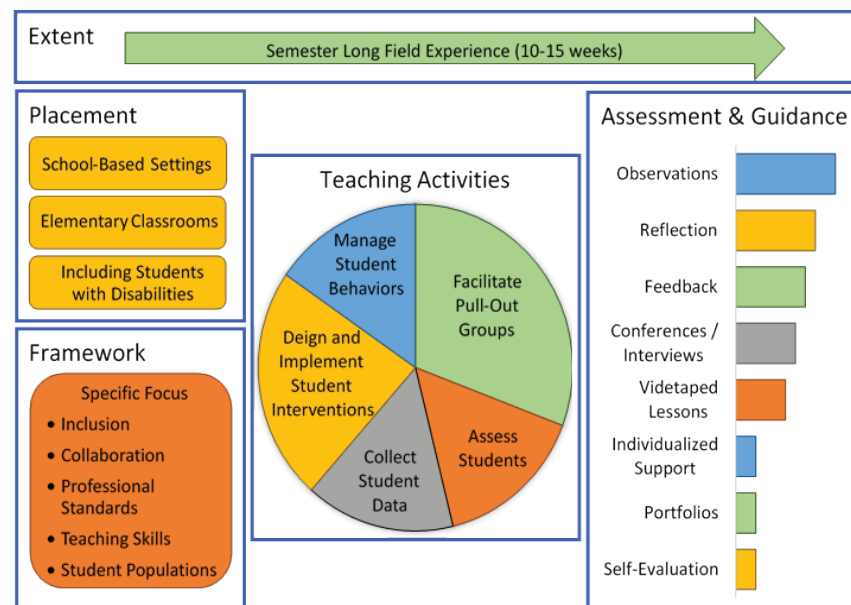 Extent
Semester Long Field Experience (10-15 weeks)
Placement
School-Based Settings
Elementary Classrooms
Including Students
with Disabilities
Framework
Specific Focus
• Inclusion
• Collaboration
• Professional
Standards
• Teaching Skills
• Student Populations
Teaching Activities
Manage
Student
Behaviors
Facilitate
Pull-Out
Groups
Deign and
Implement
Student
Interventions
Assess
Students
Collect
Student
Data
Assessment & Guidance
Observations
Reflection
Feedback
Conferences /
Interviews
Videtaped
Lessons
Individualized
Support
Portfolios
Self-Evaluation